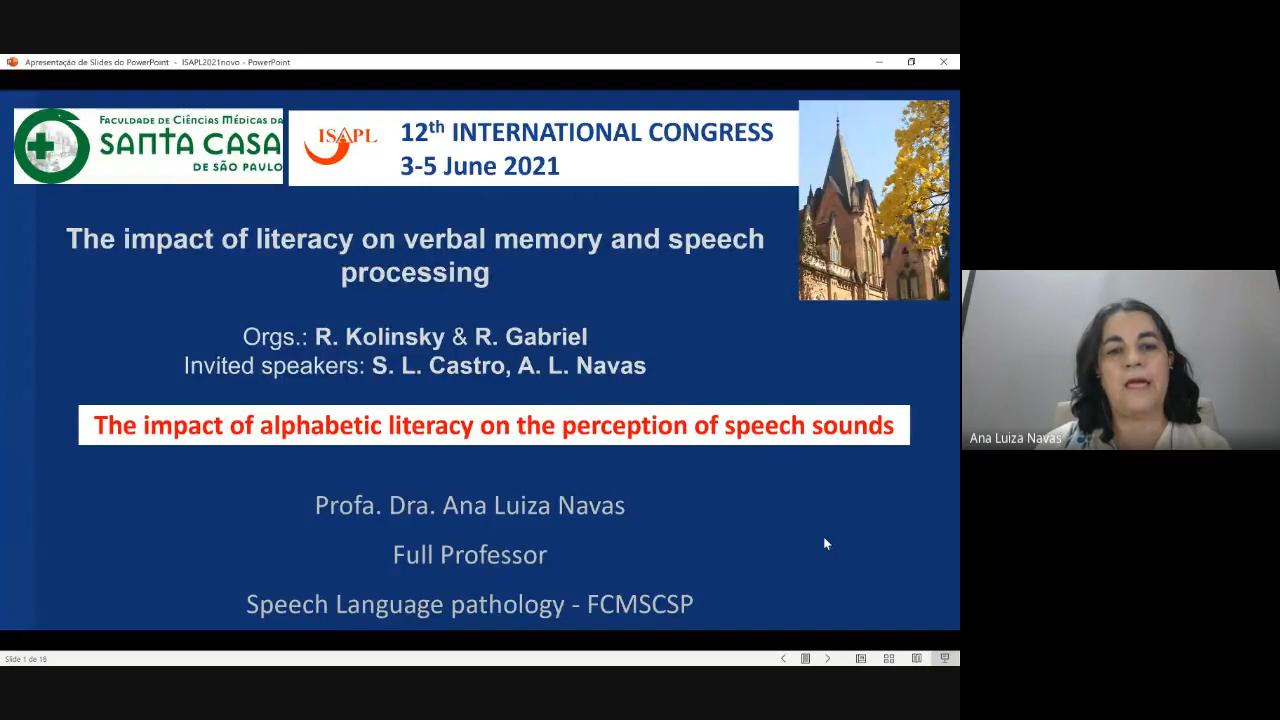 Apresentação de Slides do PowerPoint - ISAPL2021novo - PowerPoint
FACULDADE DE CIÊNCIAS MÉDICAS DA
SANTA CASA
DE SÃO PAULO
ISAPL
12th INTERNATIONAL CONGRESS
3-5 June 2021
The impact of literacy on verbal memory and speech
processing
Orgs.: R. Kolinsky & R. Gabriel
Invited speakers: S. L. Castro, A. L. Navas
The impact of alphabetic literacy on the perception of speech sounds
Profa. Dra. Ana Luiza Navas
Full Professor
Speech Language pathology - FCMSCSP
Ana Luiza Navas
Slide 1 de 18